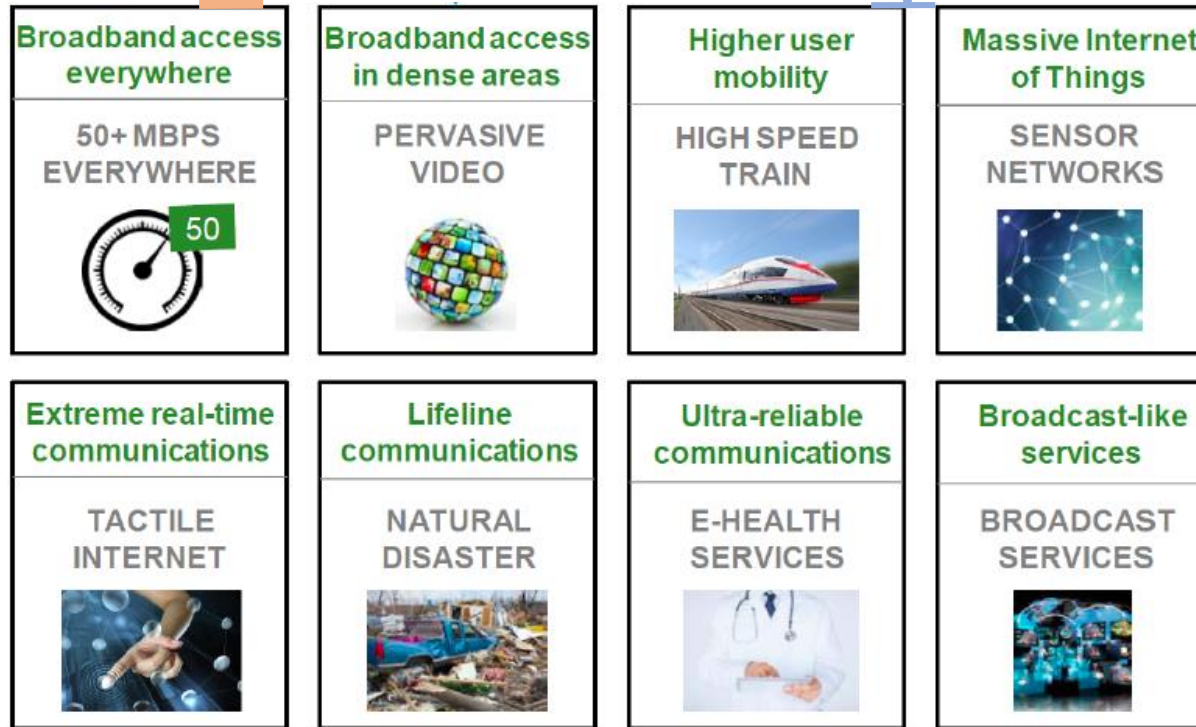 Broadband access
everywhere
50+ MBPS
EVERYWHERE
50
Broadband access
in dense areas
PERVASIVE
VIDEO
Higher user
mobility
HIGH SPEED
TRAIN
Massive Internet
of Things
SENSOR
NETWORKS
Extreme real-time
communications
TACTILE
INTERNET
Lifeline
communications
NATURAL
DISASTER
Ultra-reliable
communications
E-HEALTH
SERVICES
Broadcast-like
services
BROADCAST
SERVICES